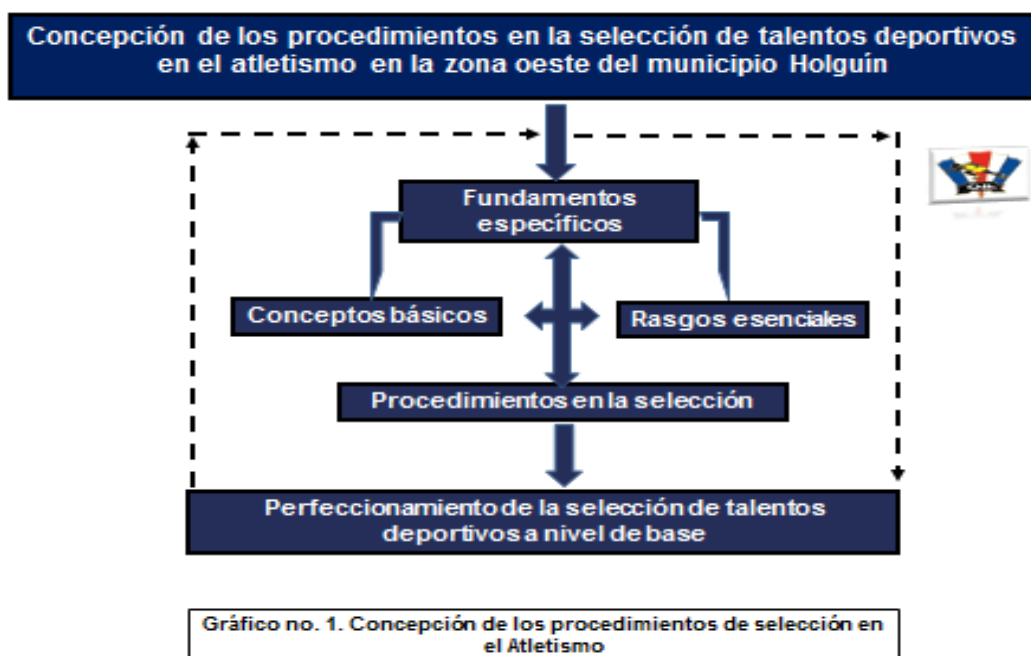 Concepción de los procedimientos en la selección de talentos deportivos
en el atletismo en la zona oeste del municipio Holguín
Fundamentos
específicos
Conceptos básicos
Rasgos esenciales
Procedimientos en la selección
Perfeccionamiento de la selección de talentos
deportivos a nivel de base
Gráfico no. 1. Concepción de los procedimientos de selección en
el Atletismo